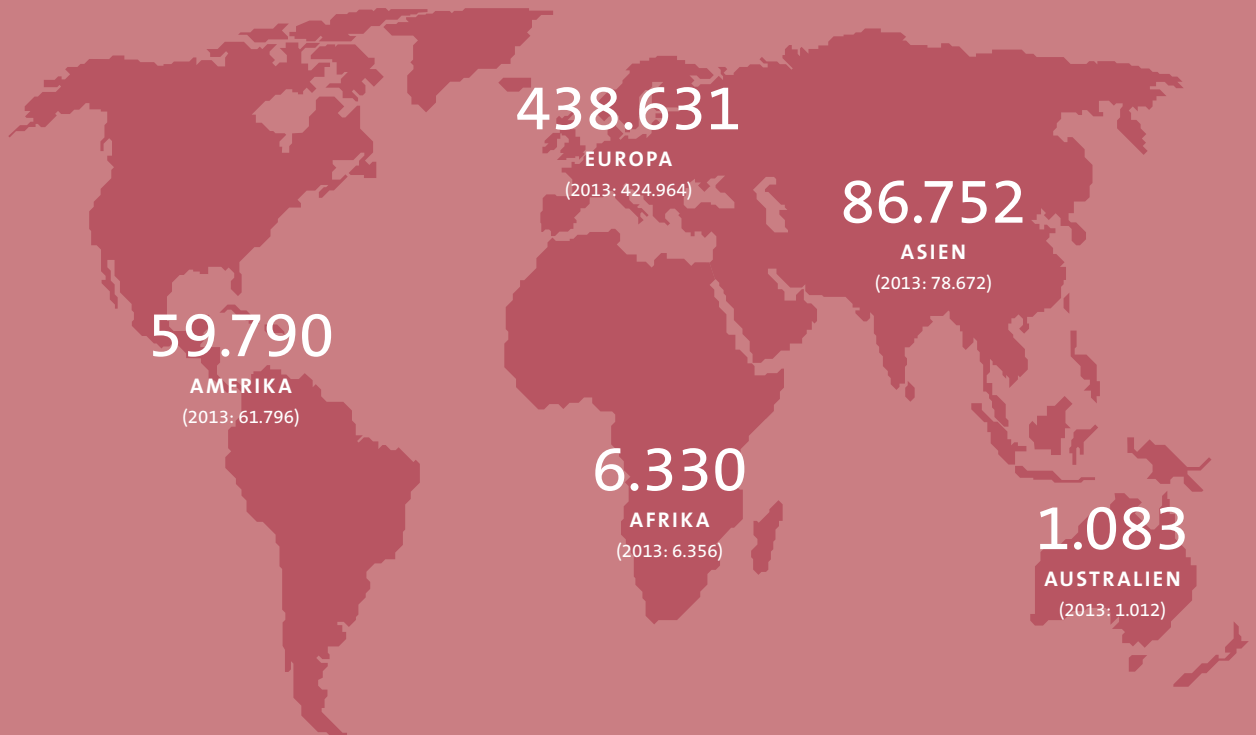 438.631
EUROPA
(2013: 424.964)
86.752
ASIEN
(2013: 78.672)
59.790
AMERIKA
(2013: 61.796)
6.330
AFRIKA
(2013: 6.356)
1.083
AUSTRALIEN
(2013: 1.012)